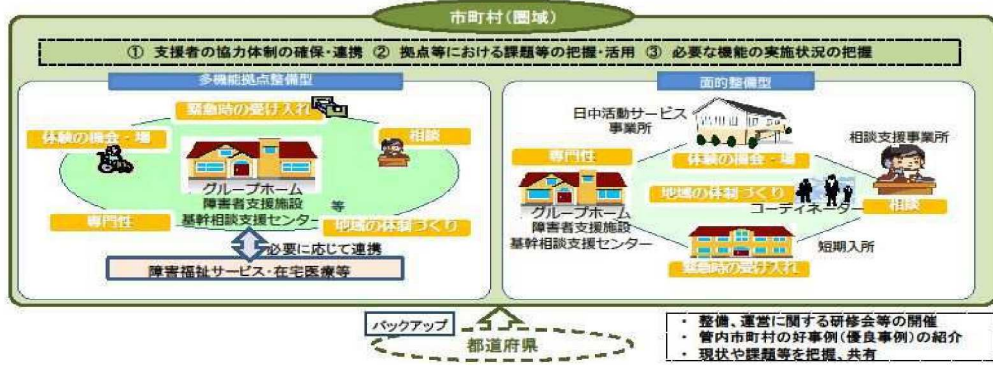 市町村(圏域)
① 支援者の協力体制の確保・連携 ② 拠点等における課題等の把握・活用 ③ 必要な機能の実施状況の把握
多機能拠点整備型
緊急時の受け入れ
体験の機会・場
相談
グループホーム
障害者支援施設
基幹相談支援センター
等
専門性
地域の体制づくり
必要に応じて連携
障害福祉サービス・在宅医療等
面的整備型
日中活動サービス
事業所
相談支援事業所
専門性
体験の機会・場
地域の体制づくり
コーディネーター
相談
グループホーム
障害者支援施設
基幹相談支援センター
短期入所
緊急時の受け入れ
バックアップ
都道府県
・ 整備、運営に関する研修会等の開催
・ 管内市町村の好事例(優良事例)の紹介
・ 現状や課題等を把握、共有